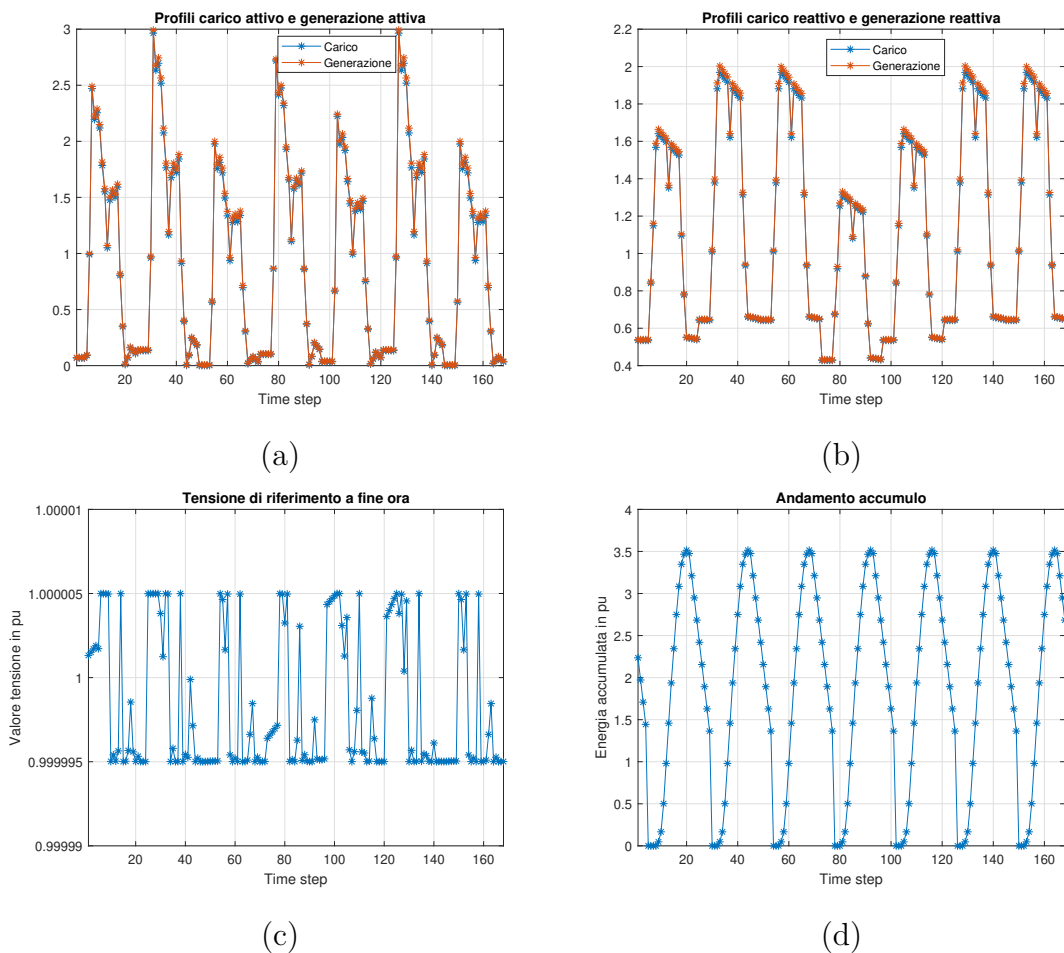 Profili carico attivo e generazione attiva
3
2.5
2
1.5
1
0.5
0
Carico
Generazione
20 40 60 80 100 120 140 160
Time step
(a)
Profili carico reattivo e generazione reattiva
2.2
2
1.8
1.6
1.4
1.2
1
0.8
0.6
0.4
Carico
Generazione
20 40 60 80 100 120 140 160
Time step
(b)
Tensione di riferimento a fine ora
Valore tensione in pu
1.00001
1.000005
1
0.999995
0.99999
20 40 60 80 100 120 140 160
Time step
(c)
Andamento accumulo
Energia accumulata in pu
4
3.5
3
2.5
2
1.5
1
0.5
0
20 40 60 80 100 120 140 160
Time step
(d)